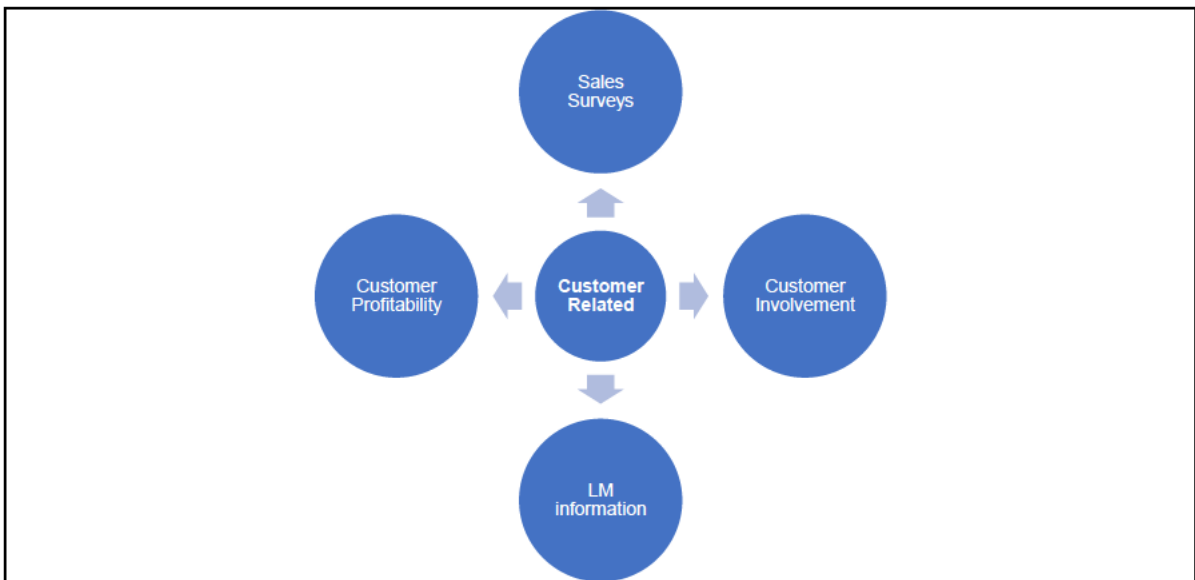 Sales
Surveys
Customer
Profitability
Customer
Related
Customer
Involvement
LM
information